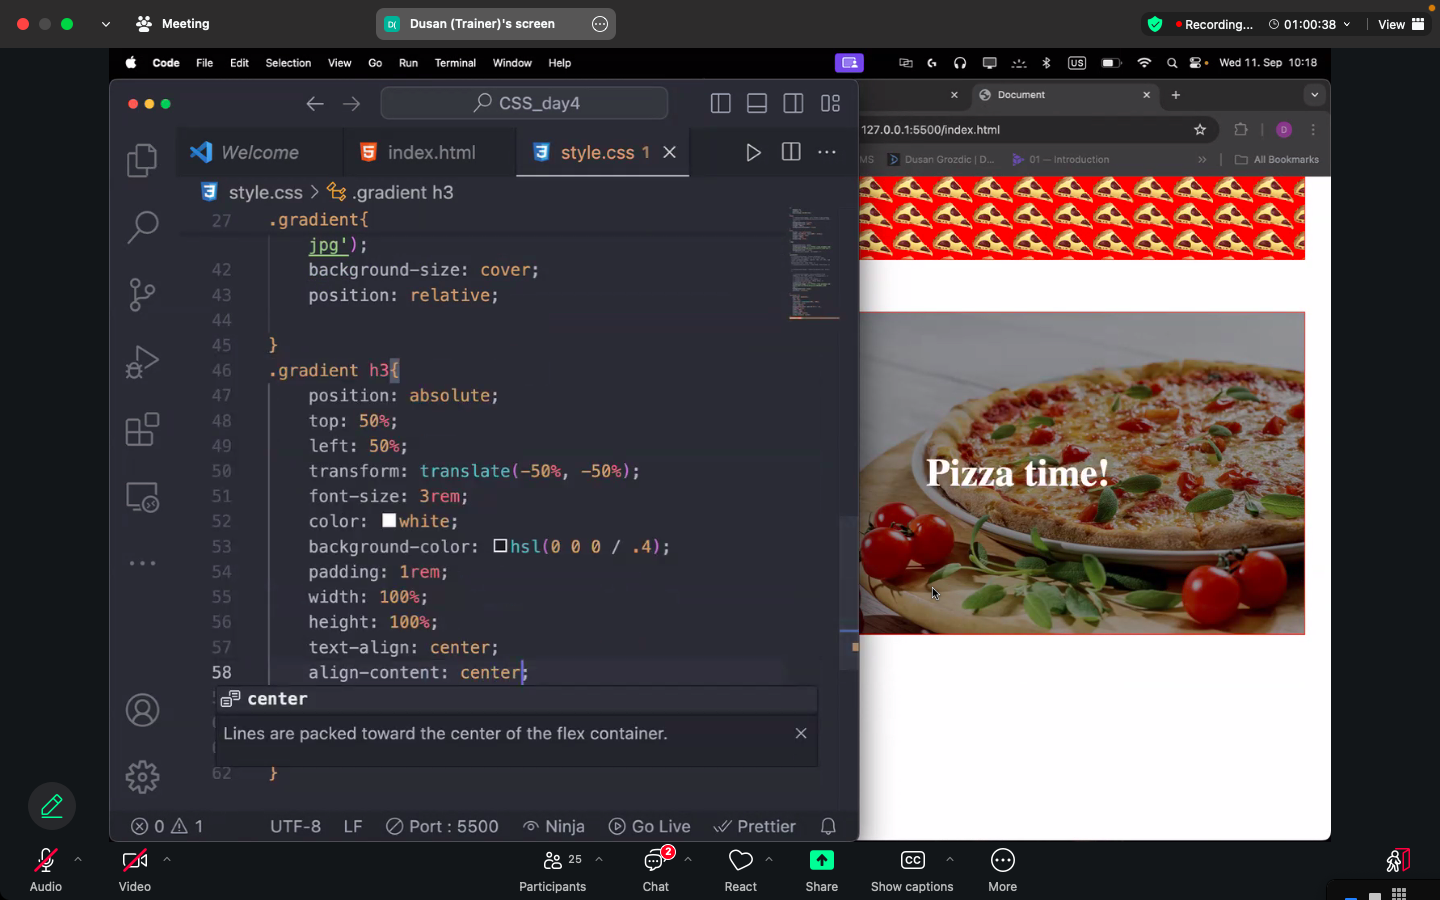 Meeting
D( Dusan (Trainer)'s screen
Recording... 01:00:38 View
Code File Edit Selection View Go Run Terminal Window Help
US Wed 11. Sep 10:18
CSS_day4
Document
127.0.0.1:5500/index.html
D
MS Dusan Grozdic | D... 01 — Introduction All Bookmarks
Welcome index.html style.css 1
style.css > .gradient h3
27 .gradient{
jpg');
42 background-size: cover;
43 position: relative;
44
45 }
46 .gradient h3{
47 position: absolute;
48 top: 50%;
49 left: 50%;
50 transform: translate(-50%, -50%);
51 font-size: 3rem;
52 color: white;
53 background-color: hsl(0 0 0 / .4);
54 padding: 1rem;
55 width: 100%;
56 height: 100%;
57 text-align: center;
58 align-content: center;
center
Lines are packed toward the center of the flex container.
62 }
Pizza time!
0 1 UTF-8 LF Port : 5500 Ninja Go Live Prettier
25
2
CC
Audio Video Participants Chat React Share Show captions More